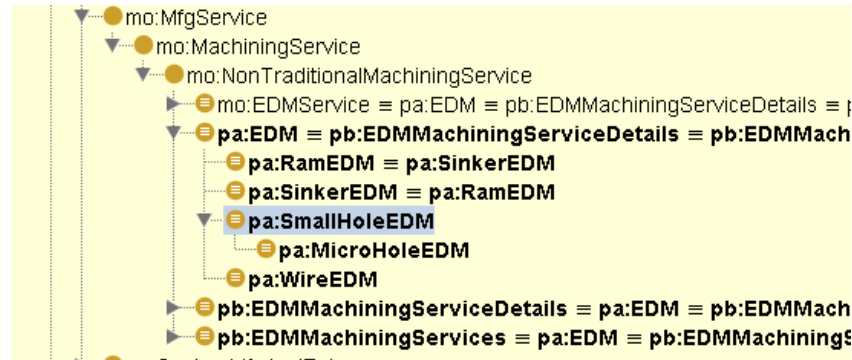 mo:MfgService
mo:MachiningService
mo:NonTraditionalMachiningService
mo:EDMService ≡ pa:EDM ≡ pb:EDMMachiningServiceDetails ≡
pa:EDM ≡ pb:EDMMachiningServiceDetails ≡ pb:EDMMach
pa:RamEDM ≡ pa:SinkerEDM
pa:SinkerEDM ≡ pa:RamEDM
pa:SmallHoleEDM
pa:MicroHoleEDM
pa:WireEDM
pb:EDMMachiningServiceDetails ≡ pa:EDM ≡ pb:EDMMach
pb:EDMMachiningServices ≡ pa:EDM ≡ pb:EDMMachiningS